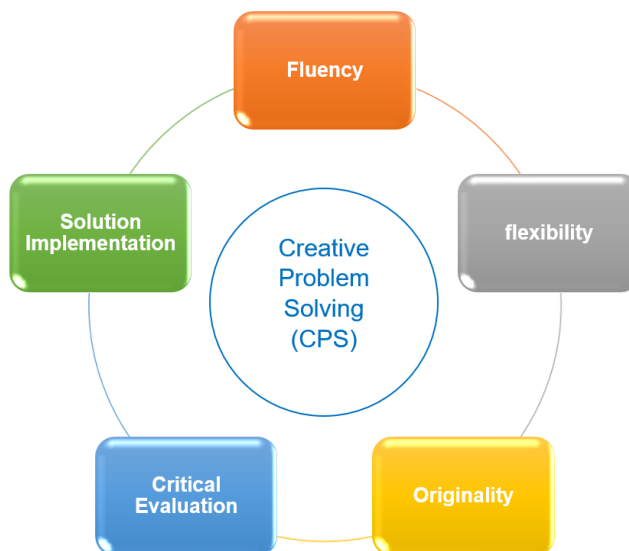 Fluency
flexibility
Originality
Critical
Evaluation
Solution
Implementation
Creative
Problem
Solving
(CPS)